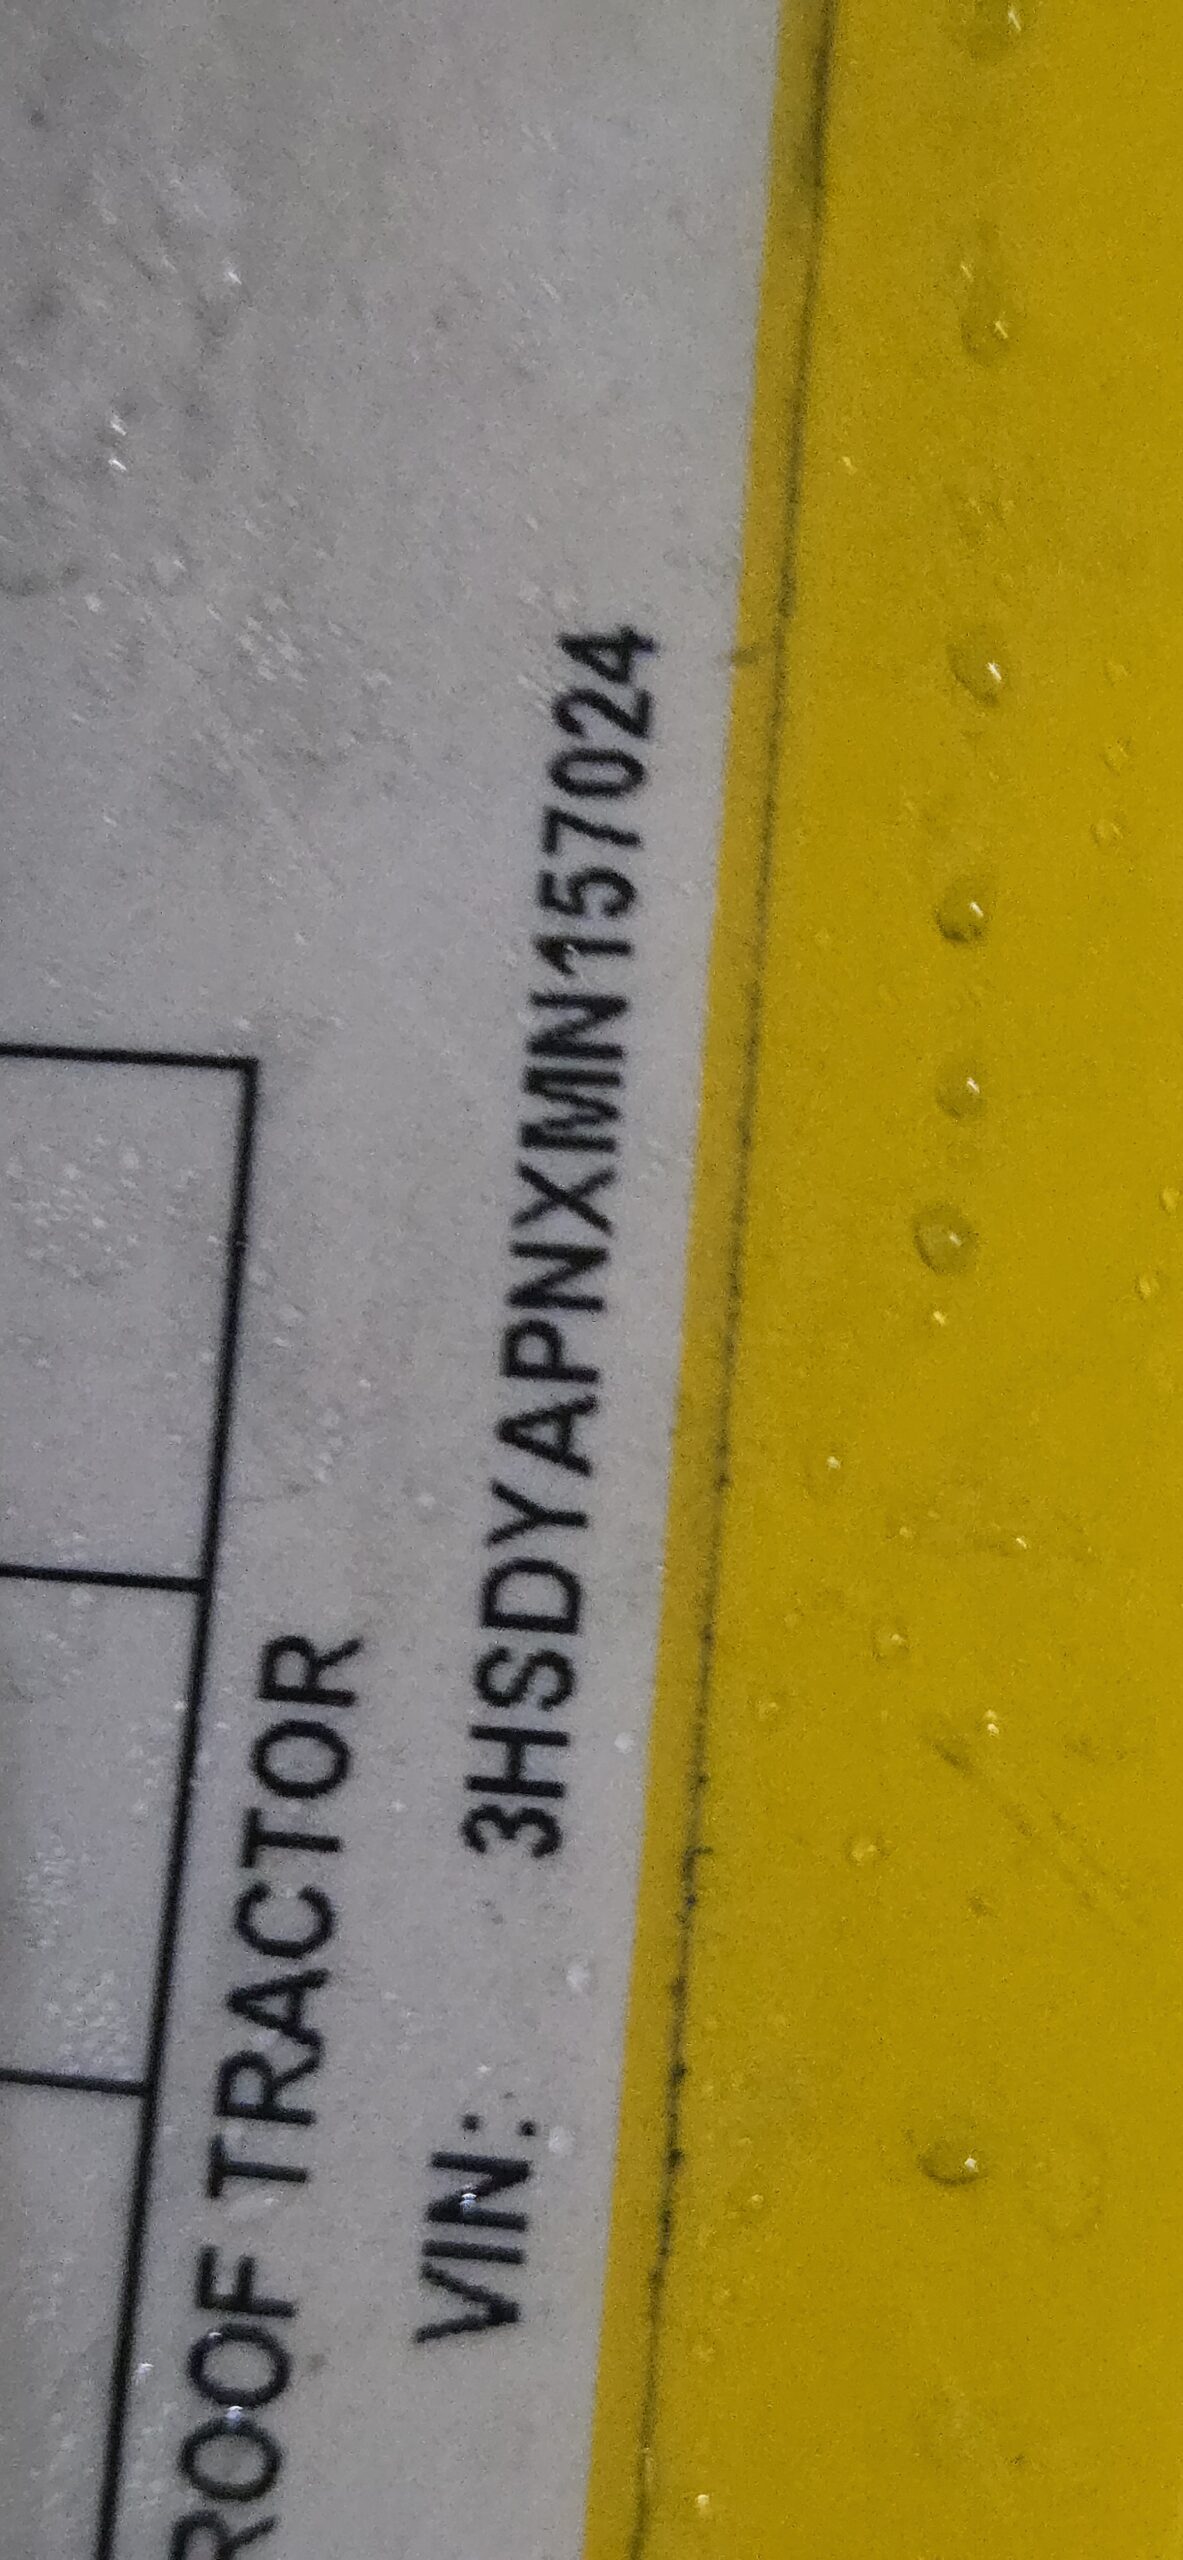 ROOF TRACTOR
VIN: 3HSDYAPNXMN157024